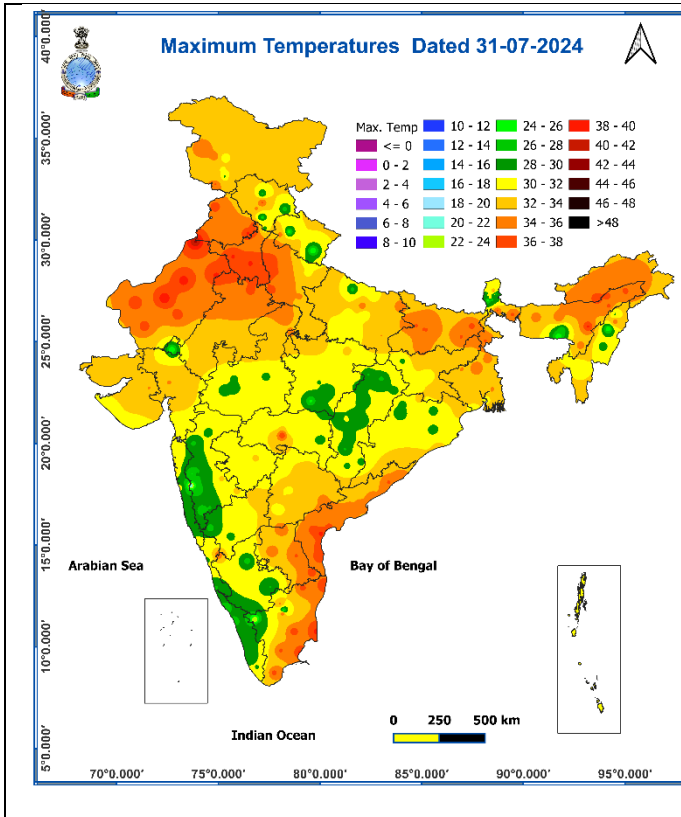 Maximum Temperatures Dated 31-07-2024
Max. Temp
<= 0
0 - 2
2 - 4
4 - 6
6 - 8
8 - 10
10 - 12
12 - 14
14 - 16
16 - 18
18 - 20
20 - 22
22 - 24
24 - 26
26 - 28
28 - 30
30 - 32
32 - 34
34 - 36
36 - 38
38 - 40
40 - 42
42 - 44
44 - 46
46 - 48
>48
40°0.000'
35°0.000'
30°0.000'
25°0.000'
20°0.000'
15°0.000'
10°0.000'
5°0.000'
Arabian Sea
Bay of Bengal
Indian Ocean
0 250 500 km
70°0.000' 75°0.000' 80°0.000' 85°0.000' 90°0.000' 95°0.000'